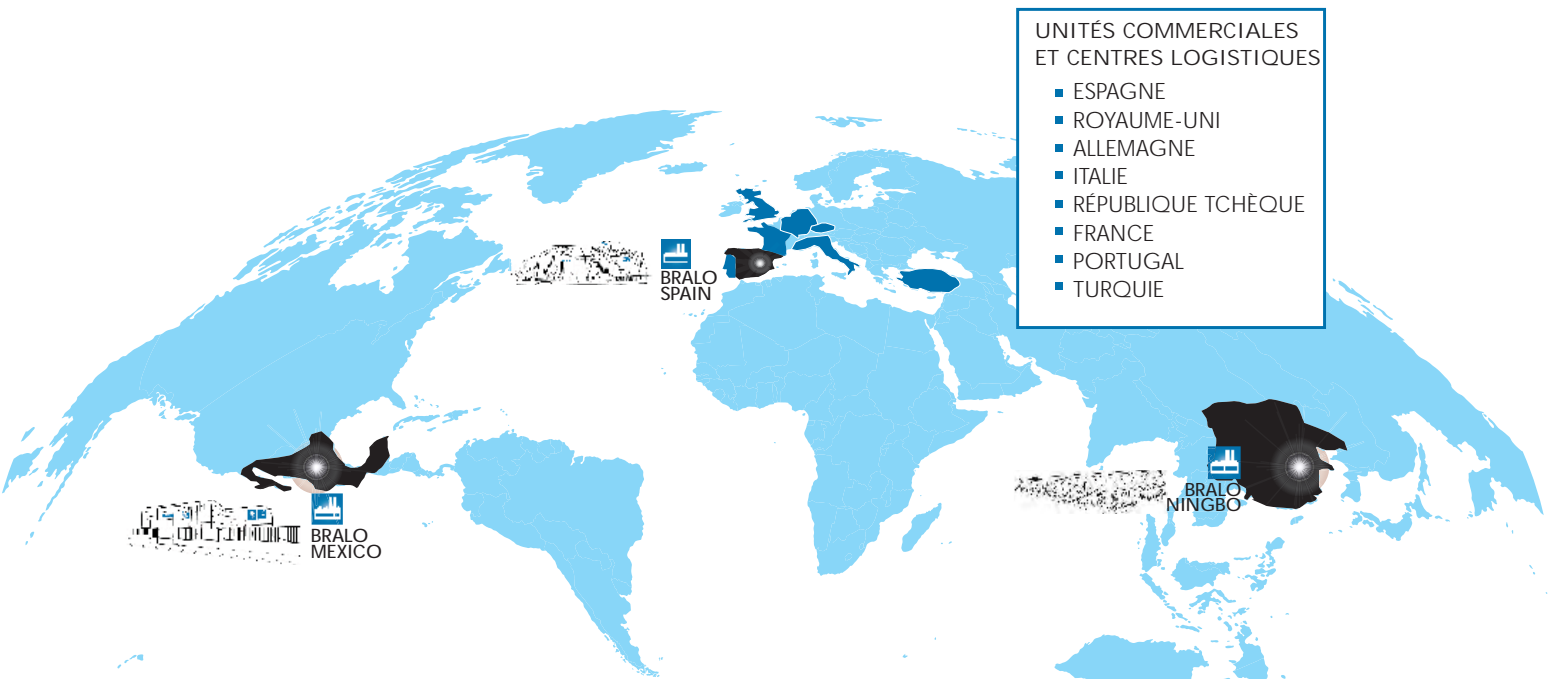 UNITÉS COMMERCIALES
ET CENTRES LOGISTIQUES
ESPAGNE
ROYAUME-UNI
ALLEMAGNE
ITALIE
RÉPUBLIQUE TCHÈQUE
FRANCE
PORTUGAL
TURQUIE
BRALO
SPAIN
BRALO
MEXICO
BRALO
NINGBO